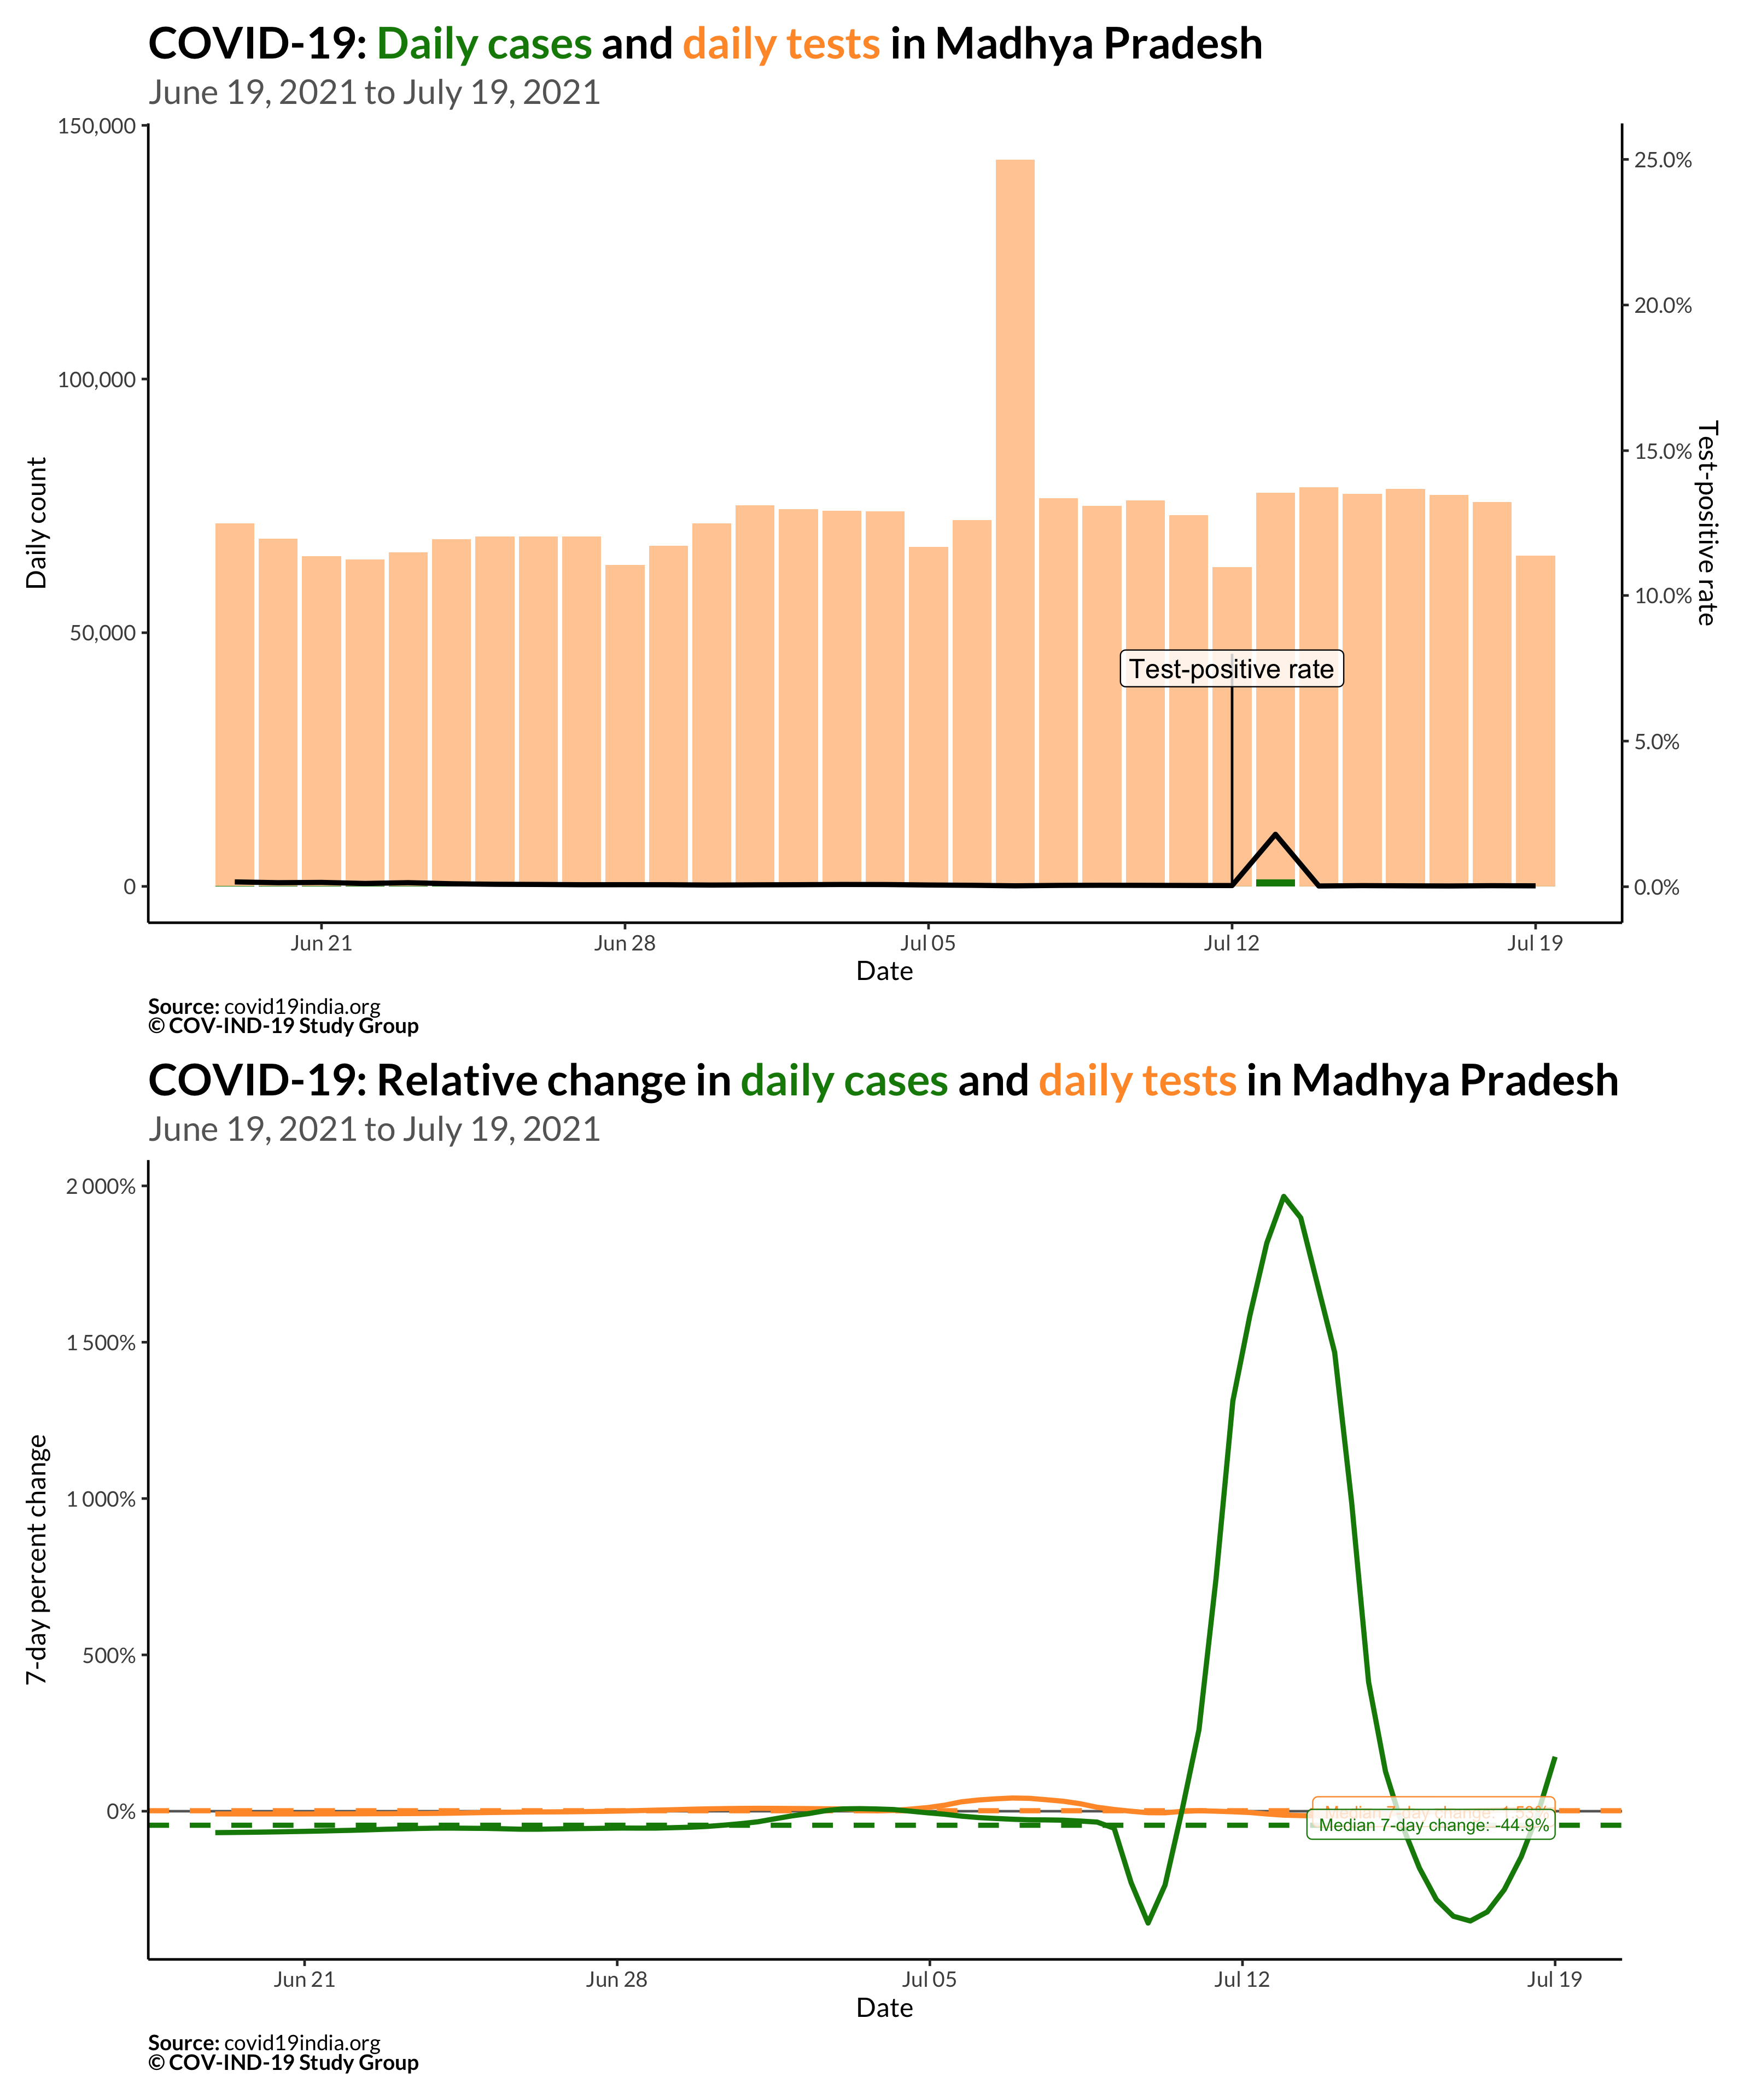 COVID-19: Daily cases and daily tests in Madhya Pradesh
June 19, 2021 to July 19, 2021
150,000
100,000
50,000
0
Daily count
25.0%
20.0%
15.0%
10.0%
5.0%
0.0%
Test-positive rate
Test-positive rate
Jun 21
Jun 28
Jul 05
Jul 12
Jul 19
Date
Source: covid19india.org
© COV-IND-19 Study Group
COVID-19: Relative change in daily cases and daily tests in Madhya Pradesh
June 19, 2021 to July 19, 2021
2 000%
1 500%
1 000%
500%
0%
7-day percent change
Median 7-day change:
Median 7-day change: -44.9%
Jun 21
Jun 28
Jul 05
Jul 12
Jul 19
Date
Source: covid19india.org
© COV-IND-19 Study Group